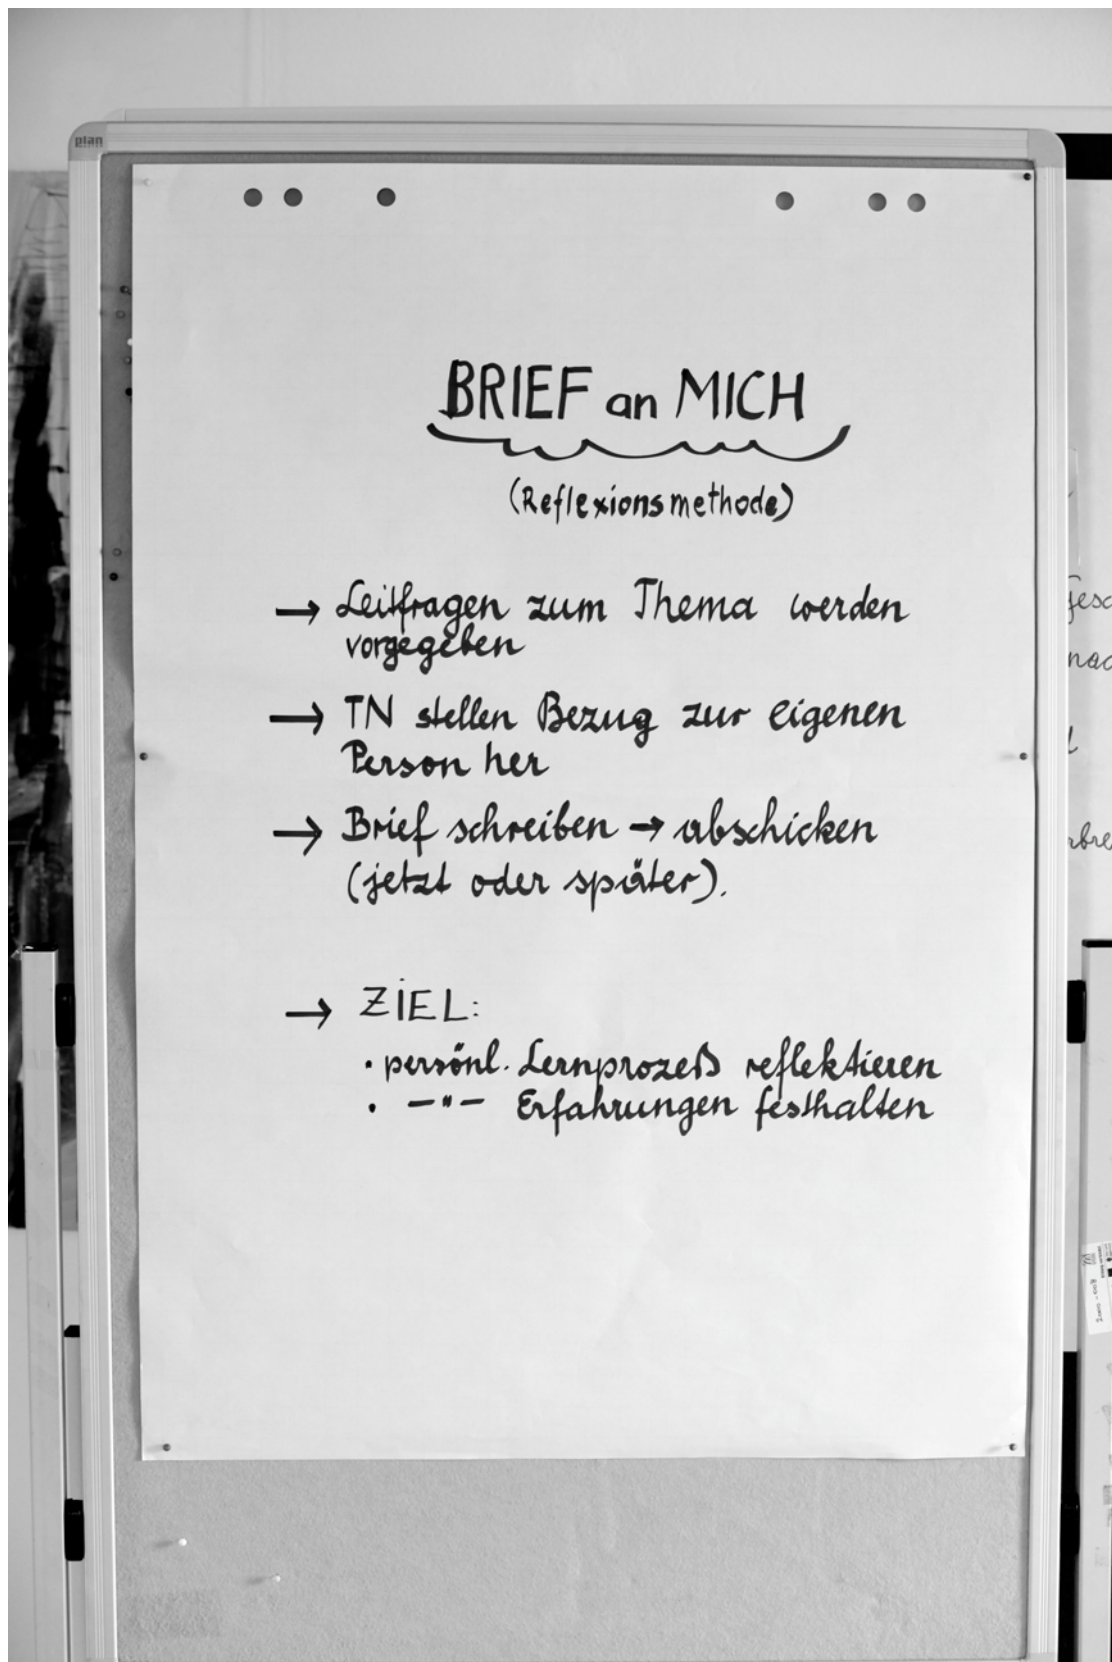 plan
BRIEF an MICH
(Reflexionsmethode)
→ Leitfragen zum Thema werden
vorgegeben
→ TN stellen Bezug zur eigenen
Person her
→ Brief schreiben → abschicken
(jetzt oder später).
→ ZIEL:
· persönl. Lernprozeß reflektieren
· —"— Erfahrungen festhalten